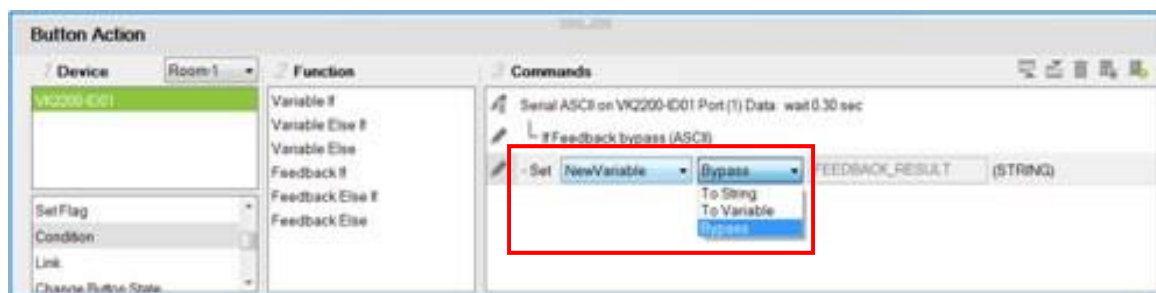 Button Action
Device Room-1
VK2200-ID01
Set Flag
Condition
Link
Change Button State
Function
Variable If
Variable Else If
Variable Else
Feedback If
Feedback Else If
Feedback Else
Commands
Serial ASCII on VK2200-ID01 Port (1) Data: wait 0.30 sec
If Feedback bypass (ASCII)
- Set NewVariable Bypass FEEDBACK_RESULT (STRING)
To String
To Variable
Bypass